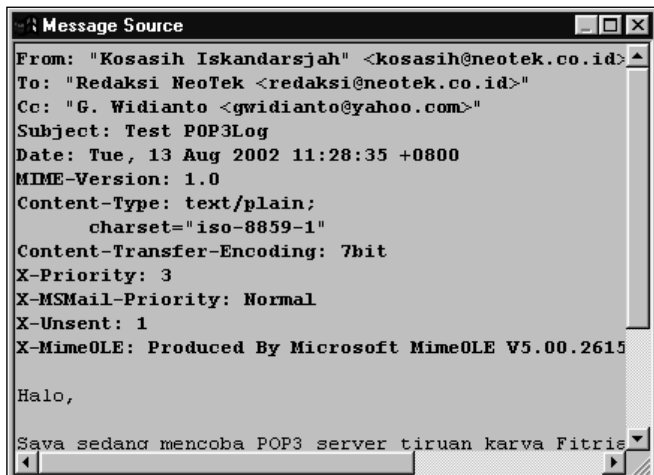 Message Source
From: "Kosasih Iskandarsjah" <kosasih@neotek.co.id>
To: "Redaksi NeoTek <redaksi@neotek.co.id>"
Cc: "G. Widianto <gwidianto@yahoo.com>"
Subject: Test POP3Log
Date: Tue, 13 Aug 2002 11:28:35 +0800
MIME-Version: 1.0
Content-Type: text/plain;
charset="iso-8859-1"
Content-Transfer-Encoding: 7bit
X-Priority: 3
X-MSMail-Priority: Normal
X-Unsent: 1
X-MimeOLE: Produced By Microsoft MimeOLE V5.00.2615
Halo,
Saya sedang mencoba POP3 server tiruan karya Fitria